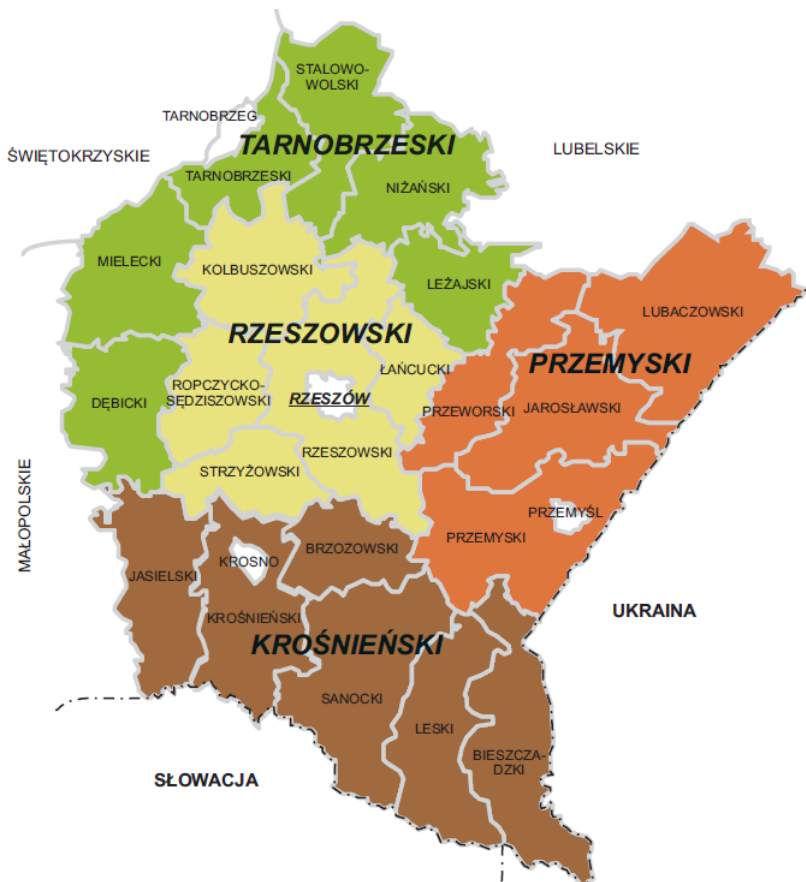 STALOWO-
WOLSKI
TARNOBRZEG
TARNOBRZESKI
ŚWIĘTOKRZYSKIE
LUBELSKIE
TARNOBRZESKI
NIŻAŃSKI
MIELECKI
KOLBUSZOWSKI
LEŻAJSKI
LUBACZOWSKI
RZESZOWSKI
PRZEMYSKI
ŁAŃCUCKI
ROPCZYCKO-
SĘDZISZOWSKI
DĘBICKI
RZESZÓW
PRZEWORSKI
JAROSŁAWSKI
RZESZOWSKI
STRZYŻOWSKI
MAŁOPOLSKIE
PRZEMYŚL
PRZEMYSKI
BRZOZOWSKI
KROSNO
JASIELSKI
UKRAINA
KROŚNIEŃSKI
KROŚNIEŃSKI
SANOCKI
LESKI
BIESZCZA-
DZKI
SŁOWACJA